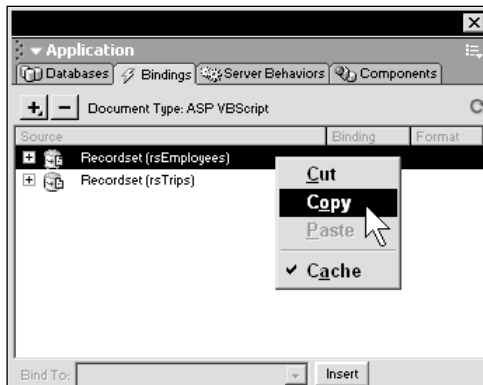 Application
Databases Bindings Server Behaviors Components
Document Type: ASP VBScript
Source Binding Format
Recordset (rsEmployees)
Recordset (rsTrips)
Cut
Copy
Paste
✔ Cache
Bind To: Insert